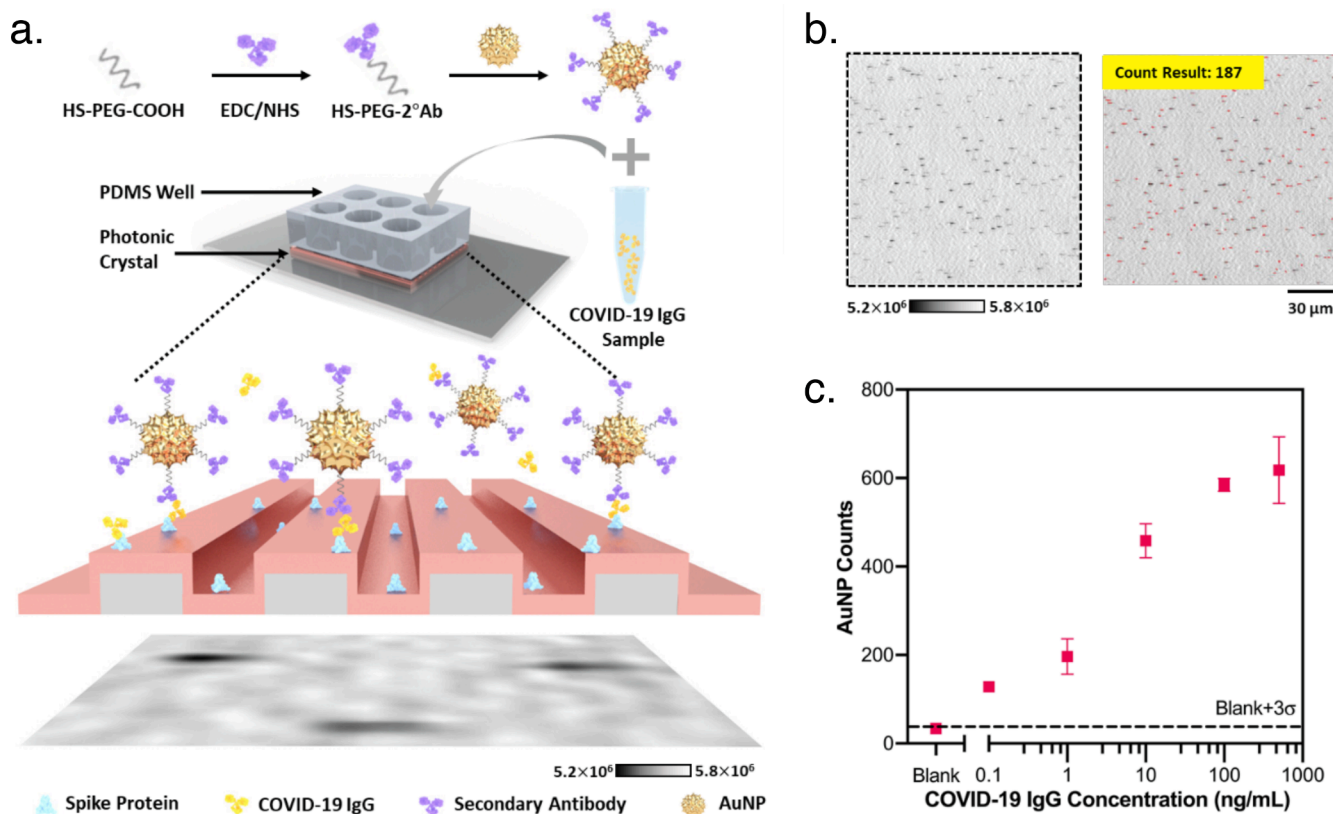 a.
HS-PEG-COOH
EDC/NHS
HS-PEG-2°Ab
PDMS Well
Photonic
Crystal
COVID-19 IgG
Sample
5.2×10⁶
5.8×10⁶
Spike Protein
COVID-19 IgG
Secondary Antibody
AuNP
b.
Count Result: 187
5.2×10⁶
5.8×10⁶
30 μm
c.
AuNP Counts
800
600
400
200
0
Blank+3σ
Blank
0.1
1
10
100
1000
COVID-19 IgG Concentration (ng/mL)